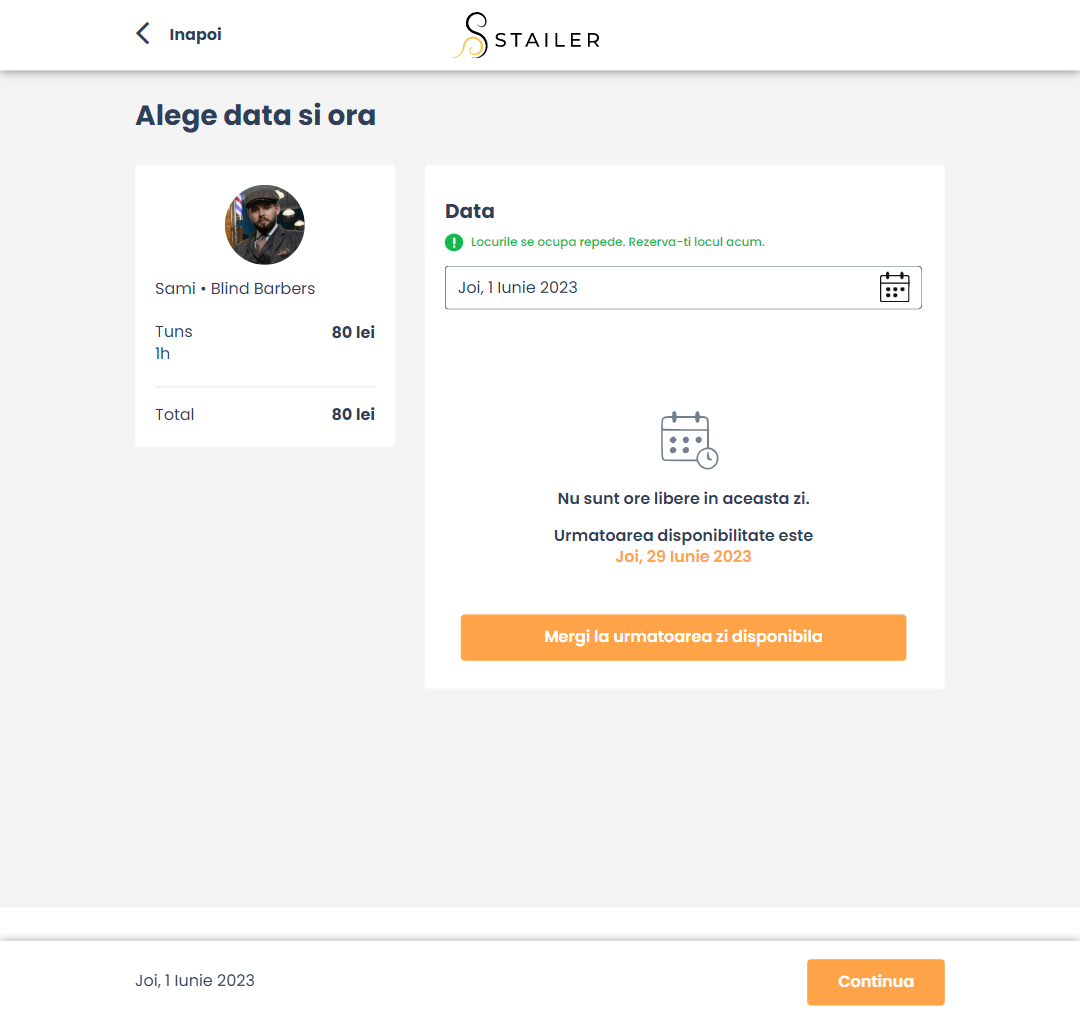 Inapoi
STAILER
Alege data si ora
Sami • Blind Barbers
Tuns
80 lei
1h
Total
80 lei
Data
Locurile se ocupa repede. Rezerva-ti locul acum.
Joi, 1 Iunie 2023
Nu sunt ore libere in aceasta zi.
Urmatoarea disponibilitate este
Joi, 29 Iunie 2023
Mergi la urmatoarea zi disponibila
Joi, 1 Iunie 2023
Continua